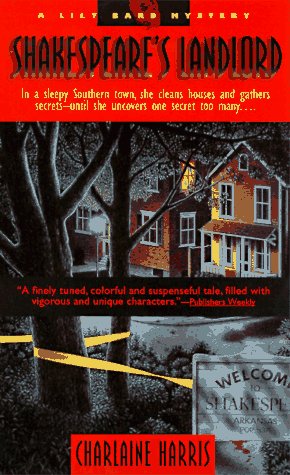 A LILY BARD MYSTERY
SHAKESPEARE'S LANDLORD
In a sleepy Southern town, she cleans houses and gathers
secrets—until she uncovers one secret too many....
"A finely tuned, colorful and suspenseful tale, filled with
vigorous and unique characters."—Publishers Weekly
WELCOME
TO
SHAKESPE
ARKANSAS
CHARLAINE HARRIS